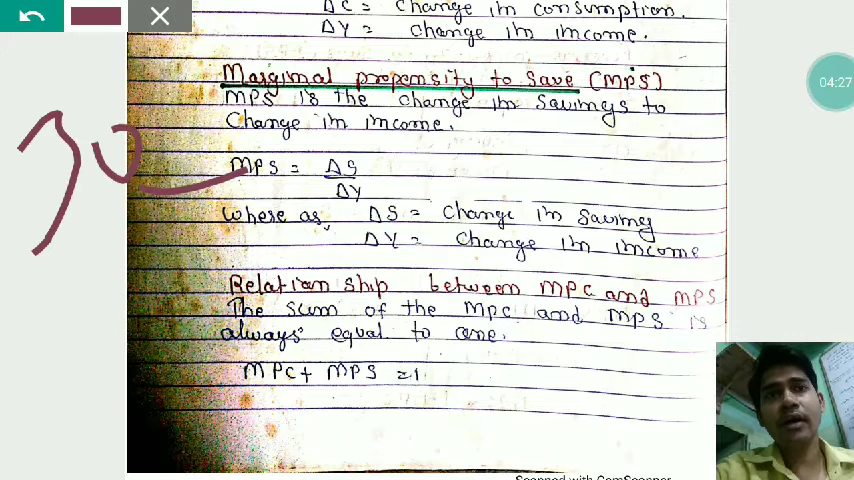 ΔC = Change in consumption.
ΔY = Change in income.
Marginal propensity to save (MPS)
MPS is the change in savings to
Change in income.
MPS = ΔS
ΔY
where as, ΔS = Change in saving
ΔY = Change in income
Relation ship between MPC and MPS
The sum of the MPC and MPS is
always equal to one.
MPC + MPS = 1
30
04:27
Scanned with CamScanner